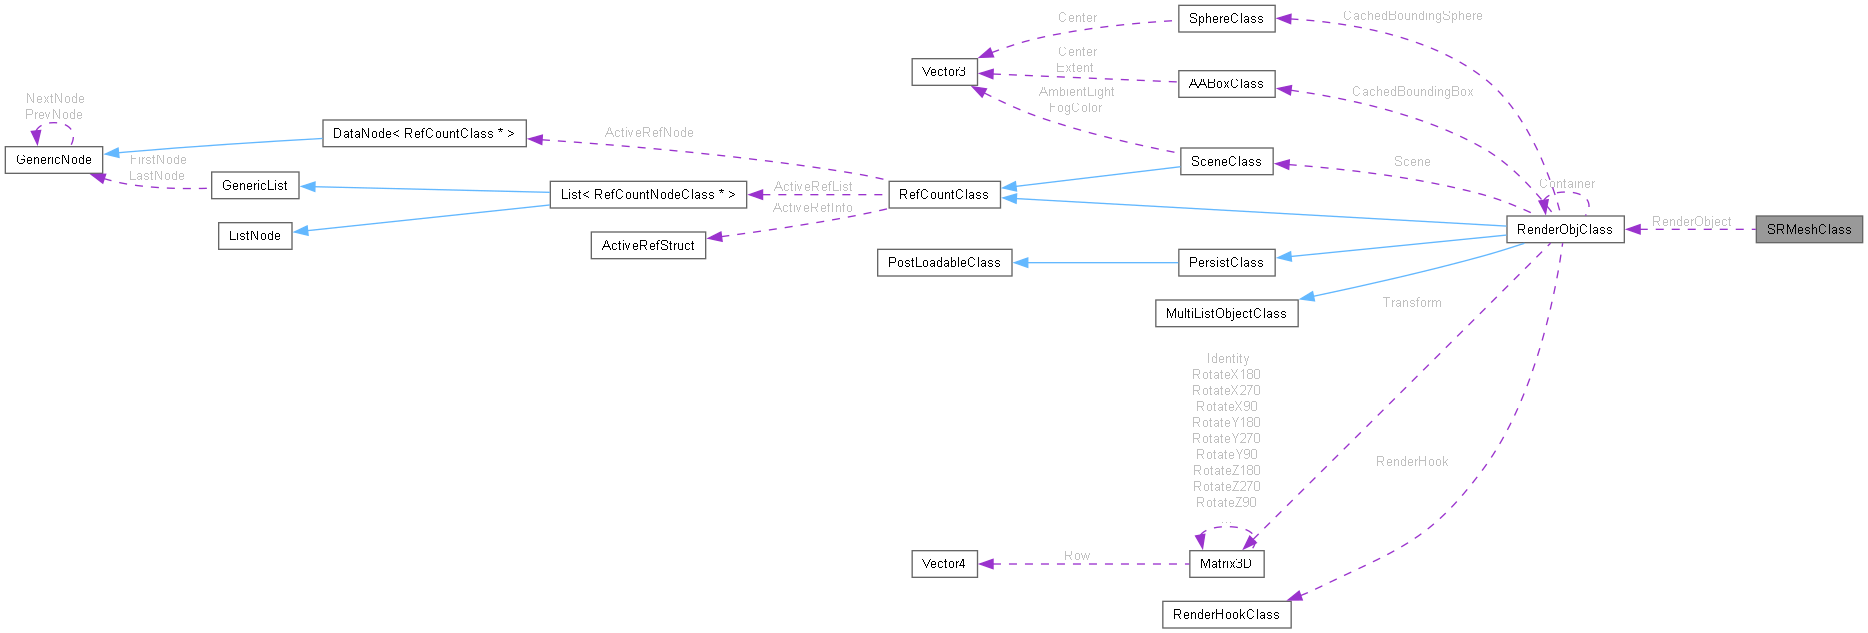 NextNode
PrevNode
GenericNode
FirstNode
LastNode
DataNode< RefCountClass * >
GenericList
ListNode
ActiveRefNode
List< RefCountNodeClass * >
ActiveRefList
ActiveRefInfo
ActiveRefStruct
RefCountClass
Vector3
Center
Center
Extent
AmbientLight
FogColor
SphereClass
AABoxClass
SceneClass
CachedBoundingSphere
CachedBoundingBox
Scene
Container
RenderObjClass
RenderObject
SRMeshClass
PostLoadableClass
PersistClass
MultiListObjectClass
Transform
Identity
RotateX180
RotateX270
RotateX90
RotateY180
RotateY270
RotateY90
RotateZ180
RotateZ270
RotateZ90
...
RenderHook
Vector4
Row
Matrix3D
RenderHookClass